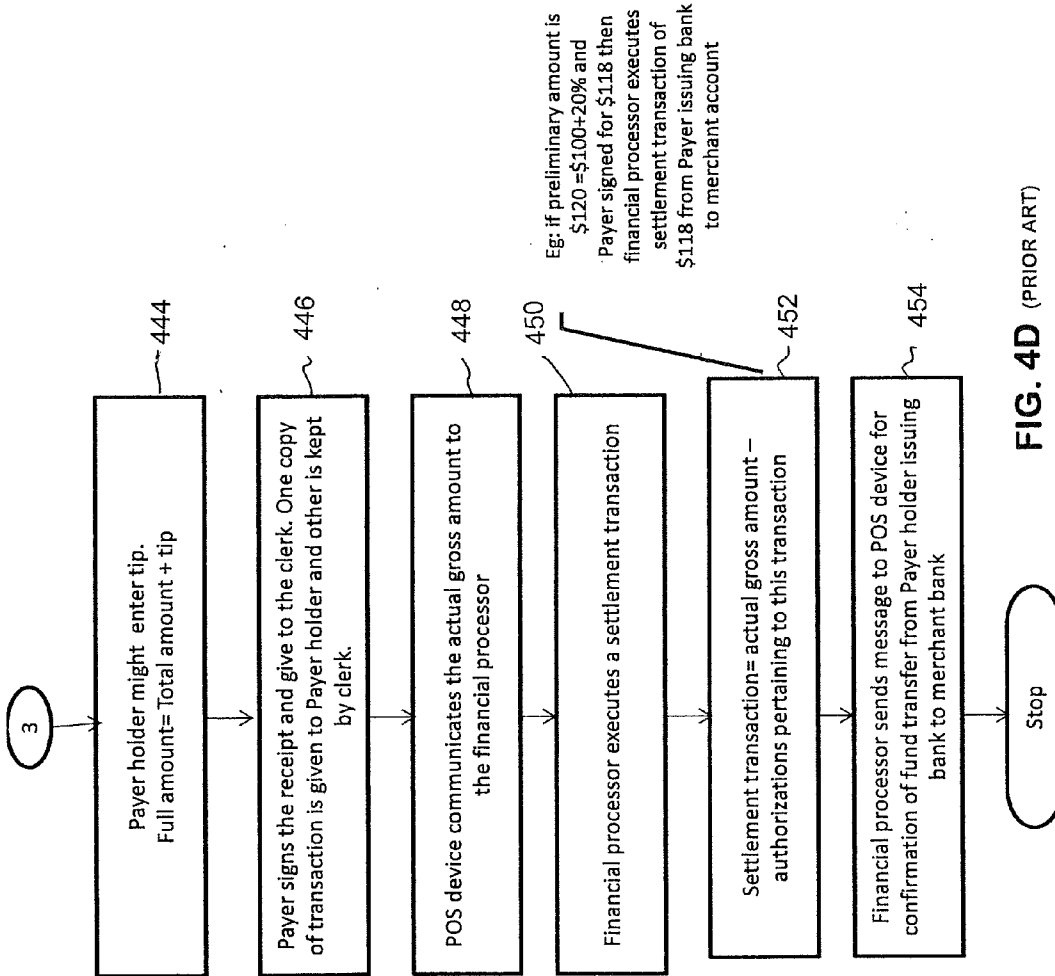 3
Payer holder might enter tip.
Full amount= Total amount + tip
444
Payer signs the receipt and give to the clerk. One copy
of transaction is given to Payer holder and other is kept
by clerk.
446
POS device communicates the actual gross amount to
the financial processor
448
Financial processor executes a settlement transaction
450
Eg: if preliminary amount is
$120 =$100+20% and
Payer signed for $118 then
financial processor executes
settlement transaction of
$118 from Payer issuing bank
to merchant account
Settlement transaction= actual gross amount–
authorizations pertaining to this transaction
452
Financial processor sends message to POS device for
confirmation of fund transfer from Payer holder issuing
bank to merchant bank
454
Stop
FIG. 4D (PRIOR ART)